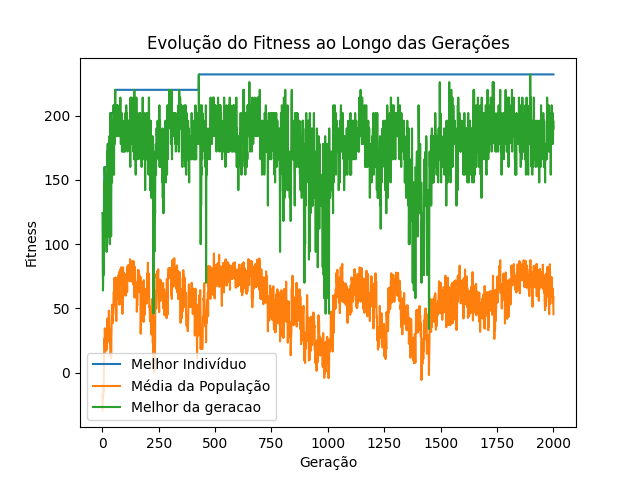 Evolução do Fitness ao Longo das Gerações
Fitness
200
150
100
50
0
Melhor Indivíduo
Média da População
Melhor da geracao
0 250 500 750 1000 1250 1500 1750 2000
Geração